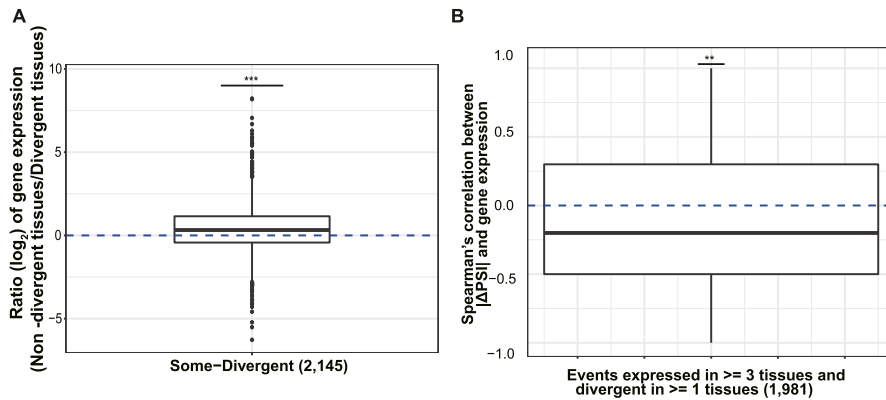 A
Ratio (log2) of gene expression
(Non -divergent tissues/Divergent tissues)
10
5
0
−5
***
Some−Divergent (2,145)
B
Spearman's correlation between
|ΔPSI| and gene expression
1.0
0.5
0.0
−0.5
−1.0
**
Events expressed in >= 3 tissues and
divergent in >= 1 tissues (1,981)